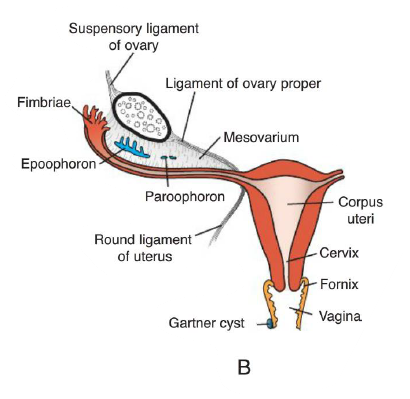 Suspensory ligament
of ovary
Ligament of ovary proper
Fimbriae
Mesovarium
Epoophoron
Paroophoron
Corpus
uteri
Round ligament
of uterus
Cervix
Fornix
Gartner cyst
Vagina
B